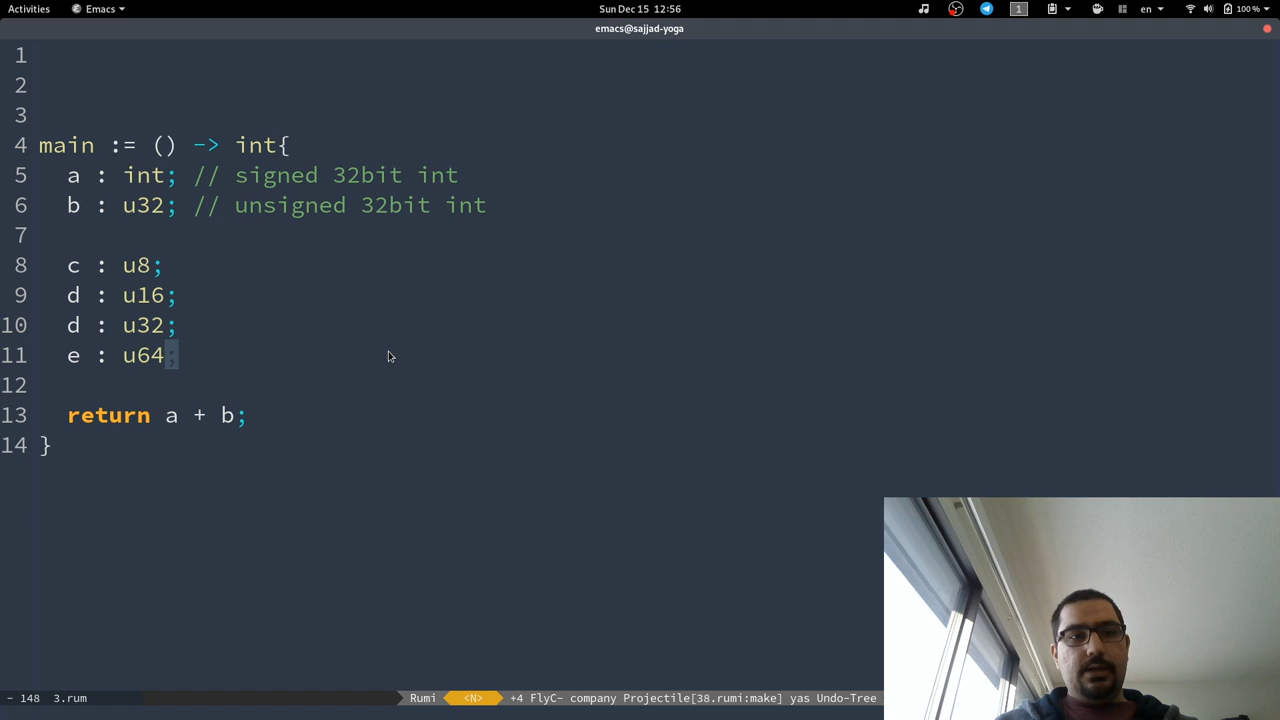 Activities Emacs Sun Dec 15 12:56 1 en 100 %
emacs@sajjad-yoga
1
2
3
4 main := () -> int{
5 a : int; // signed 32bit int
6 b : u32; // unsigned 32bit int
7
8 c : u8;
9 d : u16;
10 d : u32;
11 e : u64;
12
13 return a + b;
14 }
- 148 3.rum Rumi <N> +4 FlyC- company Projectile[38.rumi:make] yas Undo-Tree